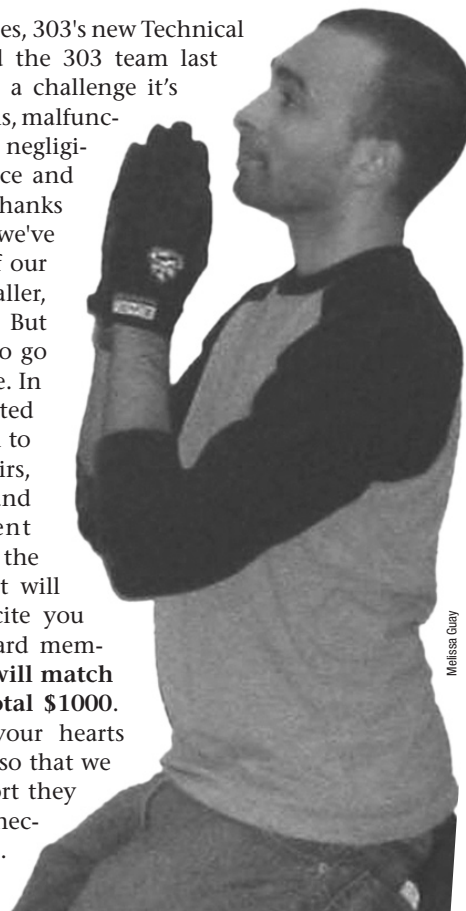 es, 303's new Technical
the 303 team last
a challenge it's
s, malfunc-
negligi-
ce and
hanks
we've
f our
aller,
But
o go
e. In
ted
to
irs,
and
ent
the
t will
cite you
ard mem-
will match
otal $1000.
your hearts
so that we
ort they
nec-
.
Melissa Guay